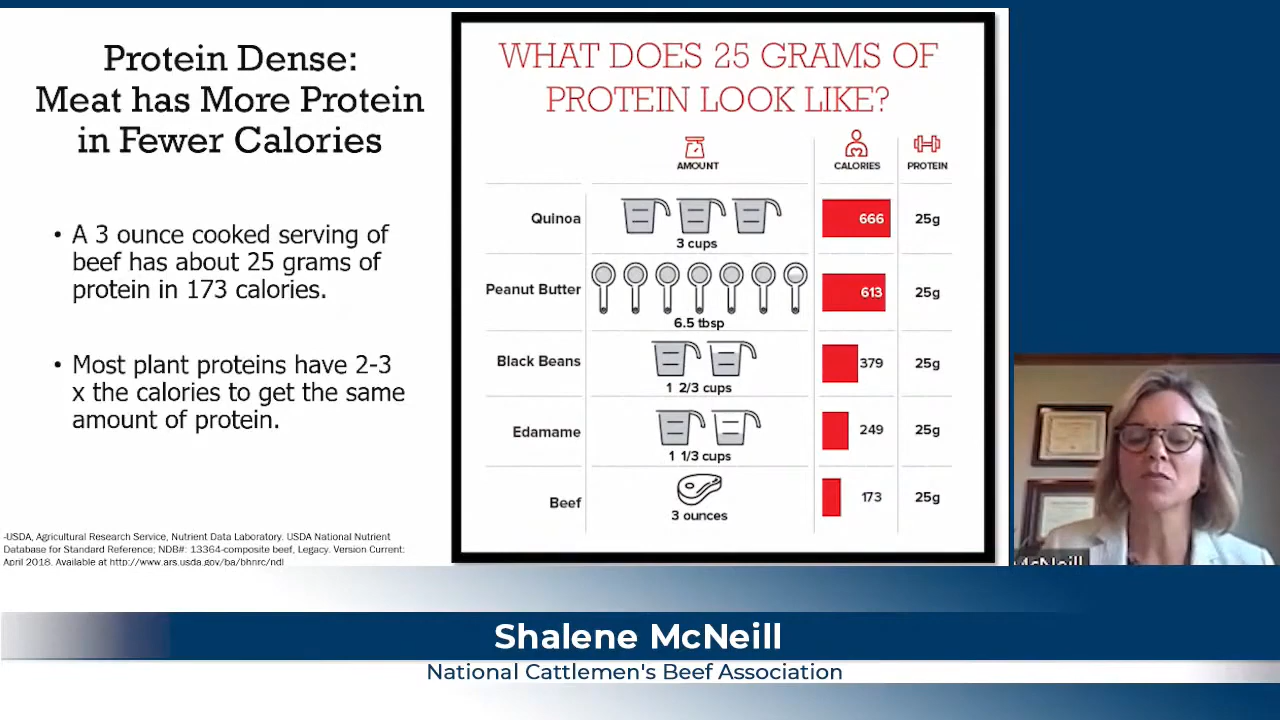 Protein Dense:
Meat has More Protein
in Fewer Calories
• A 3 ounce cooked serving of
beef has about 25 grams of
protein in 173 calories.
• Most plant proteins have 2-3
x the calories to get the same
amount of protein.
-USDA, Agricultural Research Service, Nutrient Data Laboratory. USDA National Nutrient
Database for Standard Reference; NDB#: 13364-composite beef, Legacy. Version Current:
April 2018. Available at http://www.ars.usda.gov/ba/bhnrc/ndl
WHAT DOES 25 GRAMS OF
PROTEIN LOOK LIKE?
AMOUNT CALORIES PROTEIN
Quinoa 3 cups 666 25g
Peanut Butter 6.5 tbsp 613 25g
Black Beans 1 2/3 cups 379 25g
Edamame 1 1/3 cups 249 25g
Beef 3 ounces 173 25g
McNeill
Shalene McNeill
National Cattlemen's Beef Association